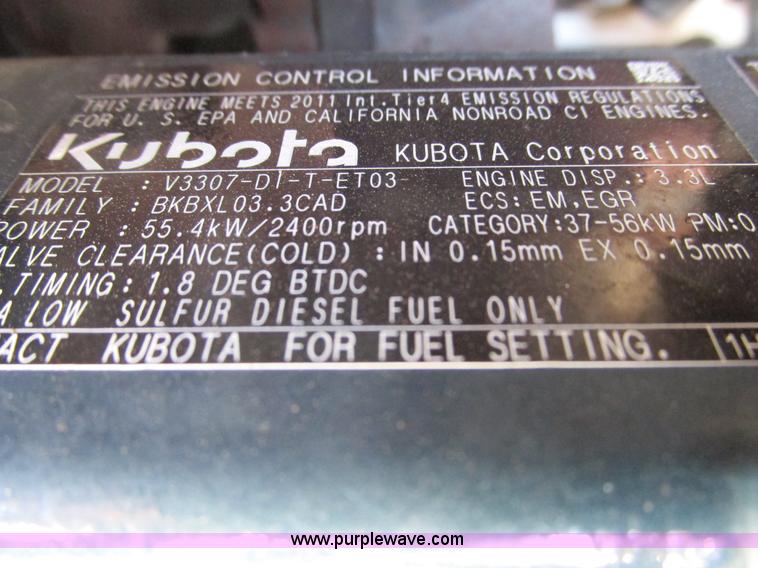 EMISSION CONTROL INFORMATION
THIS ENGINE MEETS 2011 Int.Tier4 EMISSION REGULATIONS
FOR U. S. EPA AND CALIFORNIA NONROAD CI ENGINES.
Kubota KUBOTA Corporation
MODEL : V3307-DI-T-ET03 ENGINE DISP.: 3.3L
FAMILY : BKBXL03.3CAD ECS: EM.EGR
POWER : 55.4kW/2400rpm CATEGORY:37-56kW PM:0
ALVE CLEARANCE(COLD) : IN 0.15mm EX 0.15mm
.TIMING: 1.8 DEG BTDC
A LOW SULFUR DIESEL FUEL ONLY
ACT KUBOTA FOR FUEL SETTING. 1H
www.purplewave.com